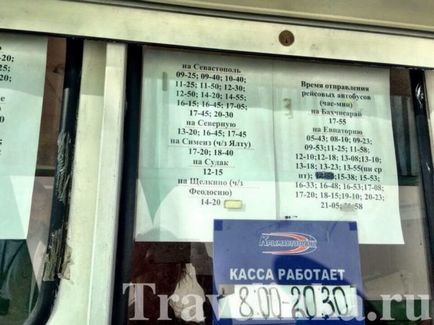 на Севастополь
09-25; 09-40; 10-40;
11-25; 11-50; 12-30;
12-50; 14-20; 14-55;
16-15; 16-45; 17-05;
17-45; 20-30
на Северную
13-20; 16-45; 17-45
на Симеиз (ч/з Ялту)
17-20; 18-40
на Судак
12-15
на Щелкино (ч/з
Феодосию)
14-20
Время отправления
рейсовых автобусов
(час-мин)
на Бахчисарай
17-55
на Евпаторию
05-43; 08-10; 09-23;
09-53; 11-25; 11-58;
12-10; 12-18; 13-08; 13-10;
13-18; 13-23; 13-55(пн ср
пт); 15-38; 15-53;
16-33; 16-48; 16-53; 17-08;
17-20; 18-15; 19-10; 20-23;
21-05;
КАССА РАБОТАЕТ
8.00-20.30